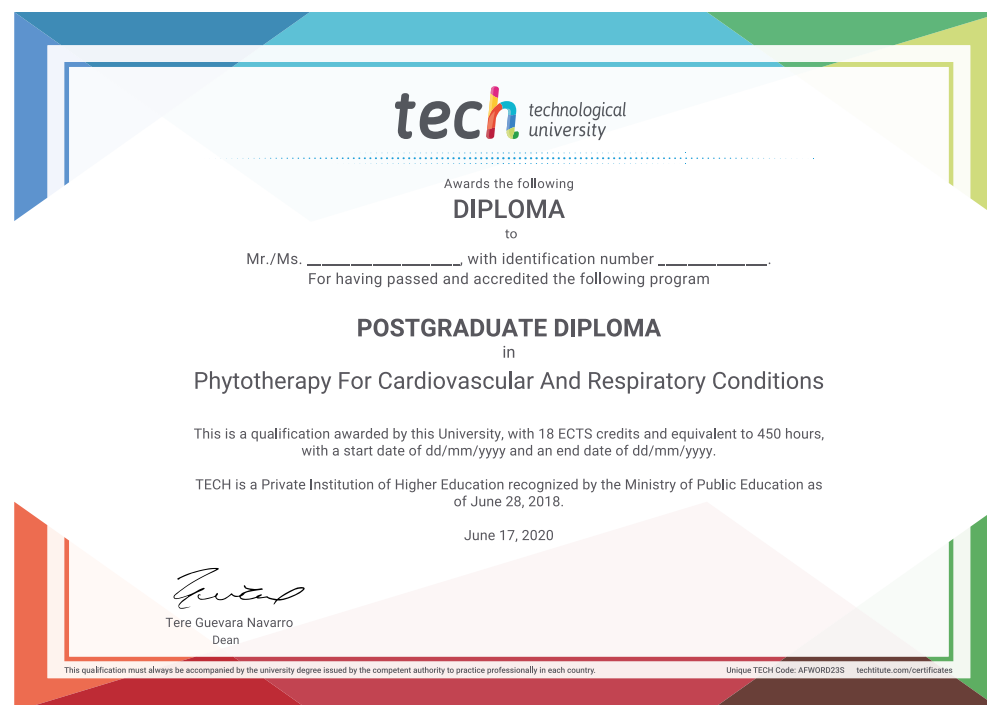 tech technological
university
Awards the following
DIPLOMA
to
Mr./Ms. ____________________, with identification number ______________.
For having passed and accredited the following program
POSTGRADUATE DIPLOMA
in
Phytotherapy For Cardiovascular And Respiratory Conditions
This is a qualification awarded by this University, with 18 ECTS credits and equivalent to 450 hours,
with a start date of dd/mm/yyyy and an end date of dd/mm/yyyy.
TECH is a Private Institution of Higher Education recognized by the Ministry of Public Education as
of June 28, 2018.
June 17, 2020
Tere Guevara Navarro
Dean
This qualification must always be accompanied by the university degree issued by the competent authority to practice professionally in each country. Unique TECH Code: AFWORD23S techtitute.com/certificates